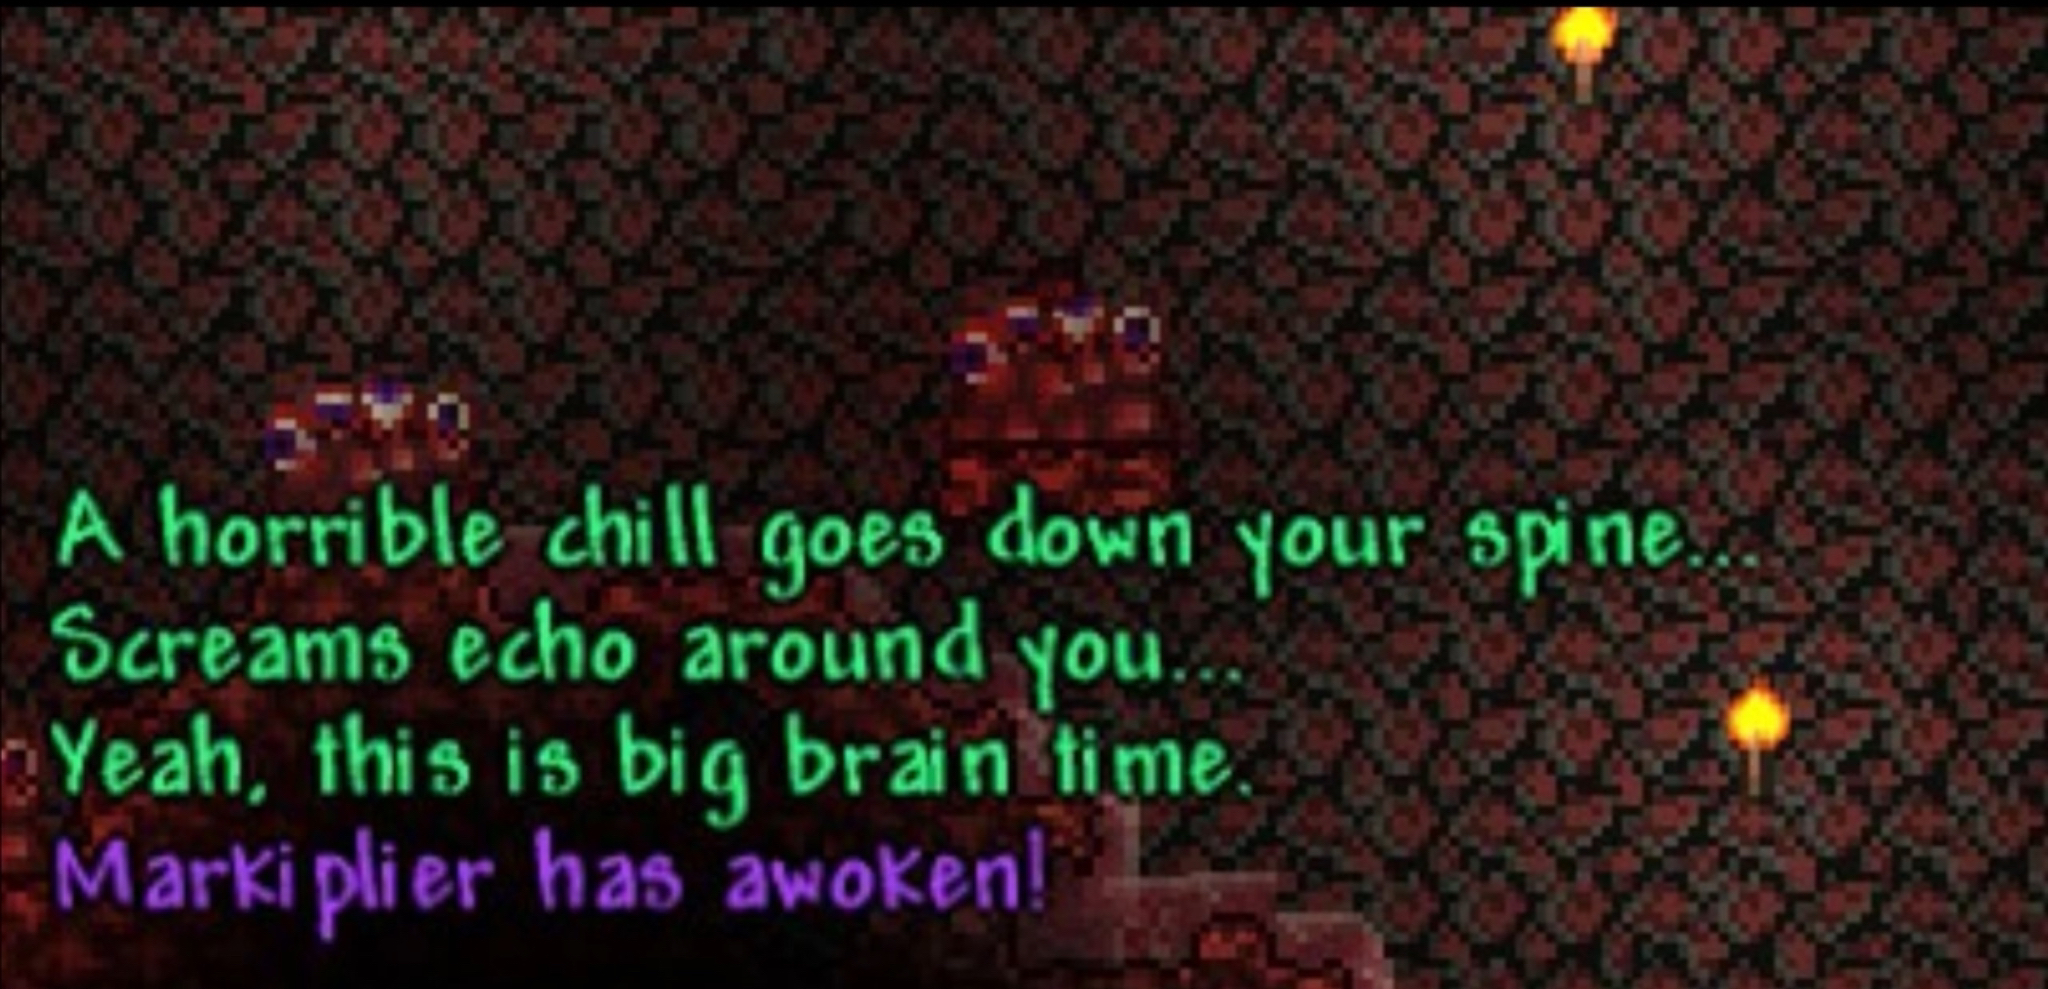 A horrible chill goes down your spine...
Screams echo around you...
Yeah, this is big brain time.
Markiplier has awoken!